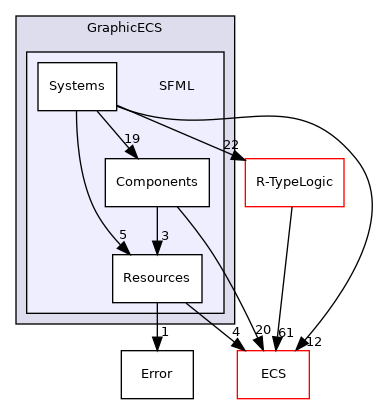 GraphicECS
Systems
SFML
19
22
Components
R-TypeLogic
5
3
Resources
1
4
20
61
12
Error
ECS